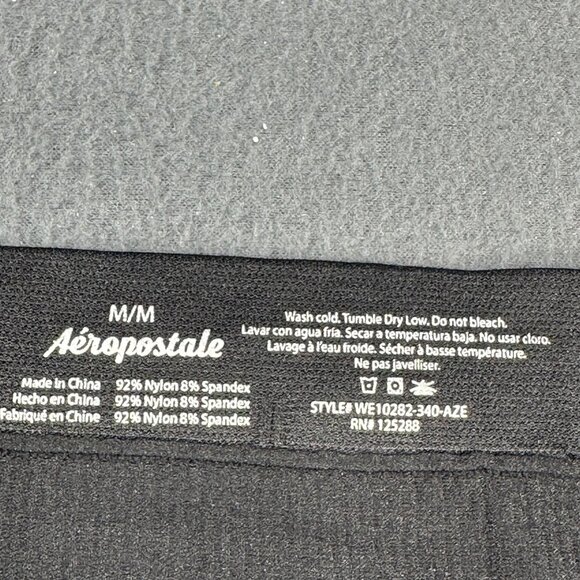 M/M
Aéropostale
Made in China 92% Nylon 8% Spandex
Hecho en China 92% Nylon 8% Spandex
Fabriqué en Chine 92% Nylon 8% Spandex
Wash cold. Tumble Dry Low. Do not bleach.
Lavar con agua fría. Secar a temperatura baja. No usar cloro.
Lavage à l'eau froide. Sécher à basse température.
Ne pas javelliser.
STYLE# WE10282-340-AZE
RN# 125288